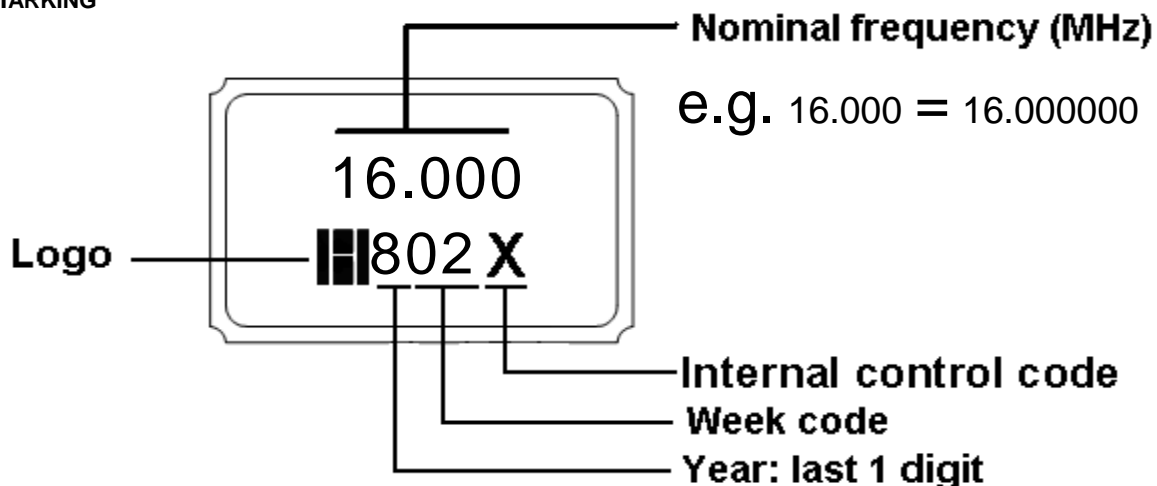 Nominal frequency (MHz)
e.g. 16.000 = 16.000000
16.000
Logo
802 X
Internal control code
Week code
Year: last 1 digit